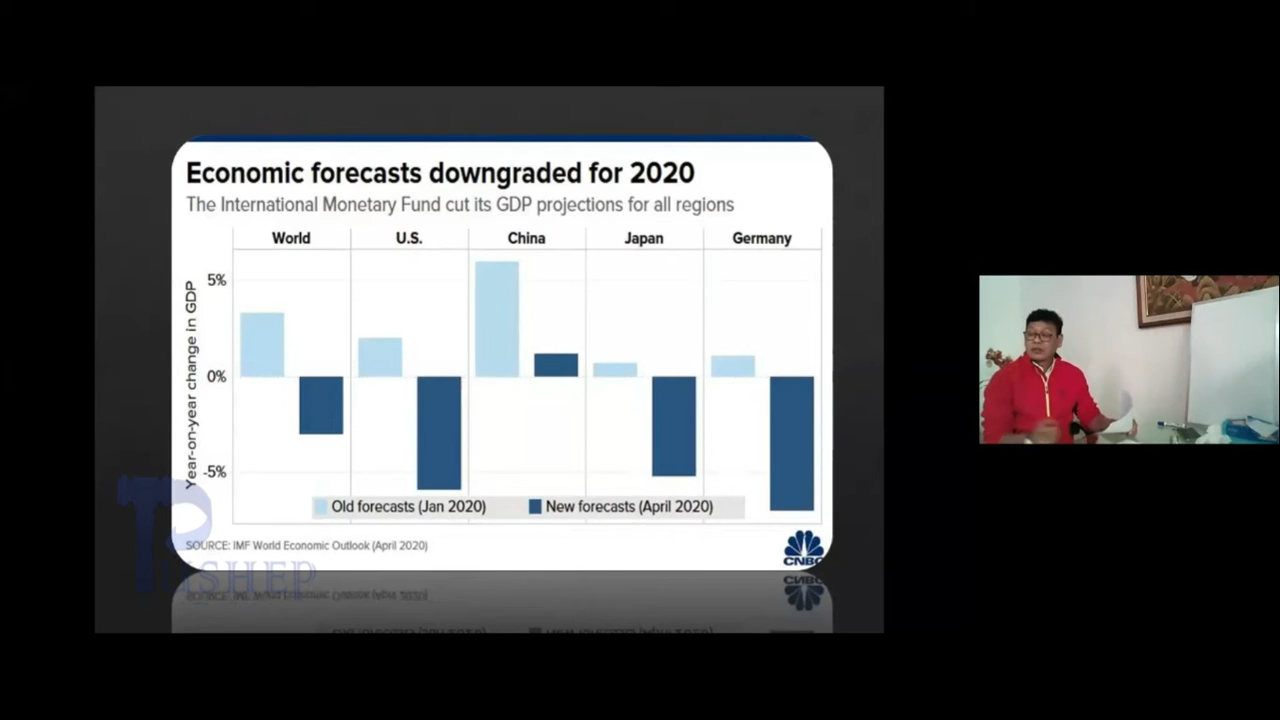 Economic forecasts downgraded for 2020
The International Monetary Fund cut its GDP projections for all regions
World U.S. China Japan Germany
Year-on-year change in GDP
5%
0%
-5%
Old forecasts (Jan 2020) New forecasts (April 2020)
SOURCE: IMF World Economic Outlook (April 2020)
CNBC